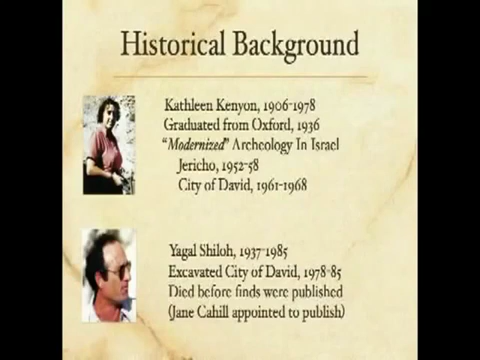 Historical Background
Kathleen Kenyon, 1906-1978
Graduated from Oxford, 1936
"Modernized" Archeology In Israel
Jericho, 1952-58
City of David, 1961-1968
Yagal Shiloh, 1937-1985
Excavated City of David, 1978-85
Died before finds were published
(Jane Cahill appointed to publish)